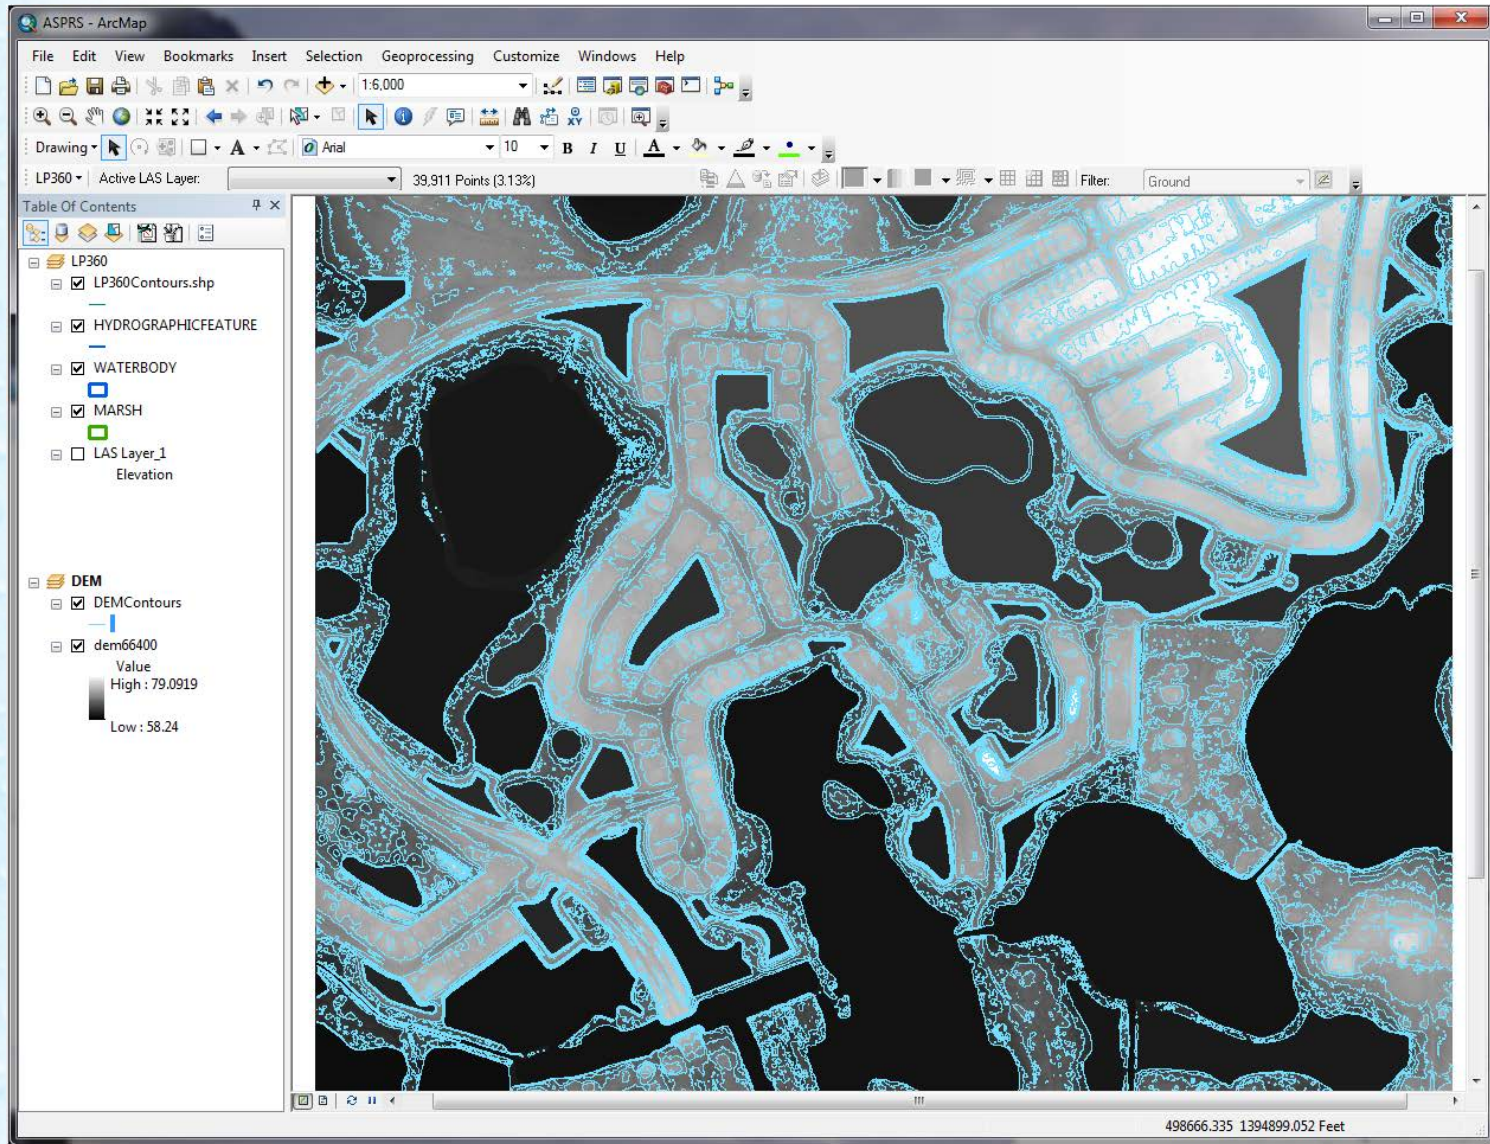 ASPRS - ArcMap
File Edit View Bookmarks Insert Selection Geoprocessing Customize Windows Help
1:6,000
Drawing A Arial 10 B I U A
LP360 Active LAS Layer: 39,911 Points (3.13%) Filter: Ground
Table Of Contents
LP360
LP360Contours.shp
HYDROGRAPHICFEATURE
WATERBODY
MARSH
LAS Layer_1
Elevation
DEM
DEMContours
dem66400
Value
High : 79.0919
Low : 58.24
498666.335 1394899.052 Feet